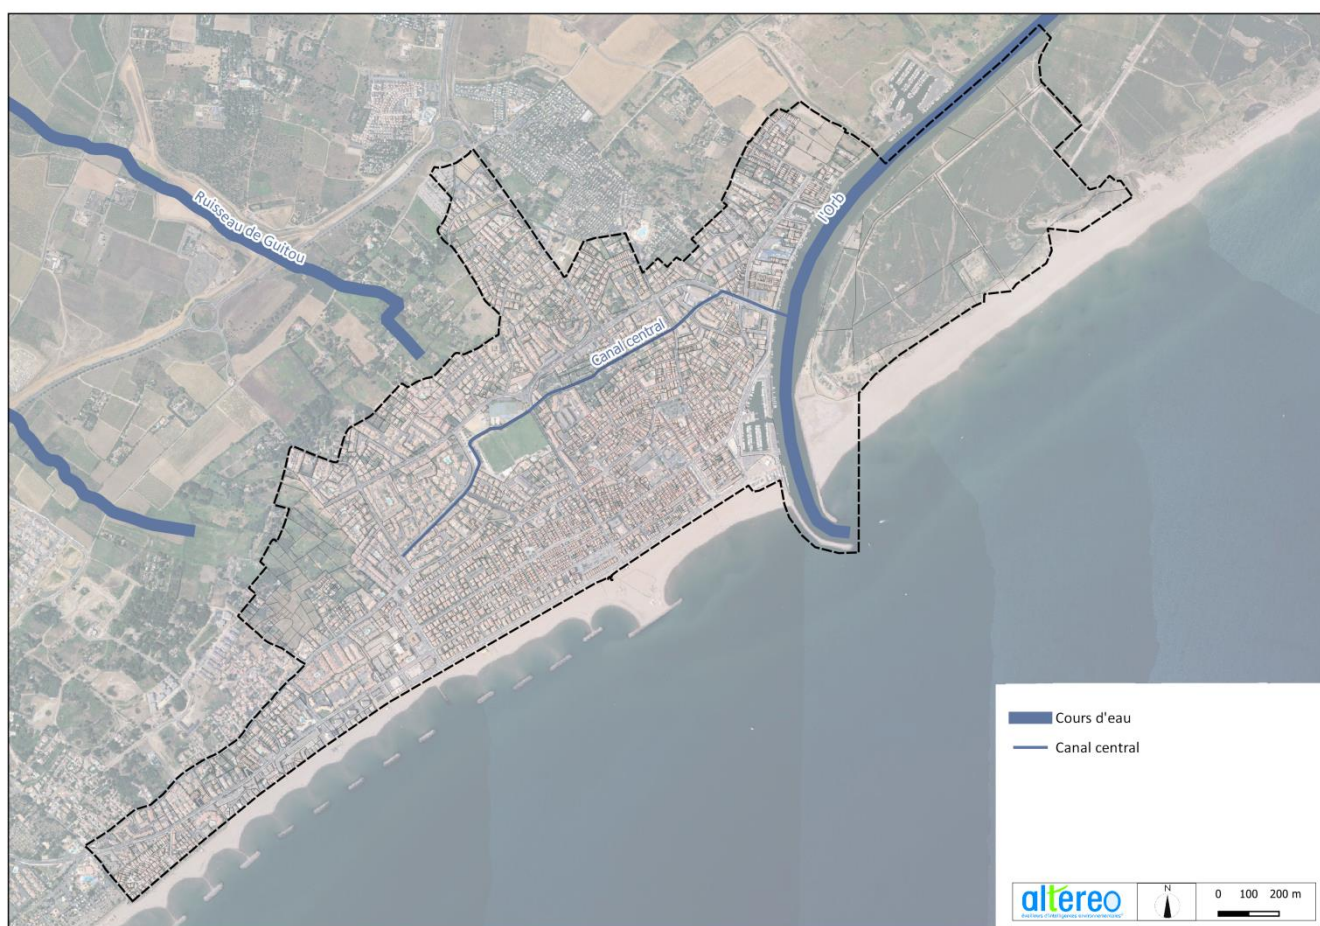 Ruisseau de Guitou
l'Orb
Canal central
Cours d'eau
Canal central
altereo
N
0 100 200 m